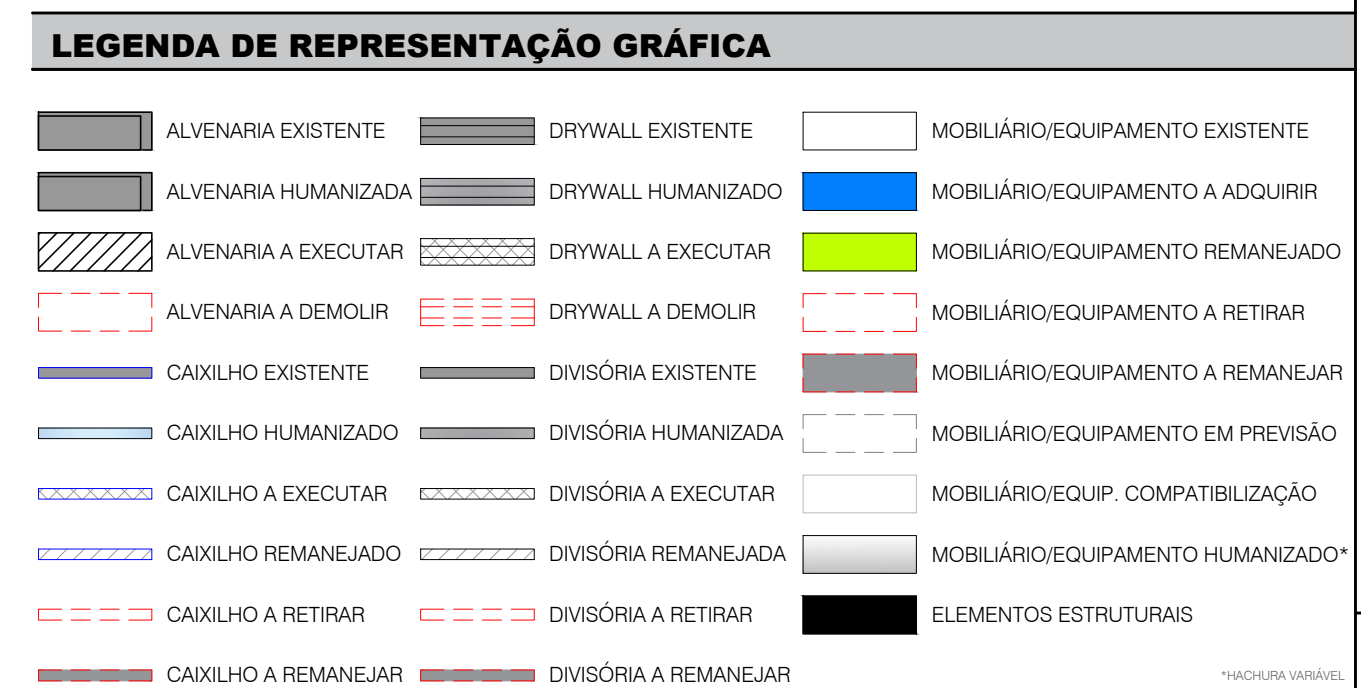 LEGENDA DE REPRESENTAÇÃO GRÁFICA
ALVENARIA EXISTENTE
ALVENARIA HUMANIZADA
ALVENARIA A EXECUTAR
ALVENARIA A DEMOLIR
CAIXILHO EXISTENTE
CAIXILHO HUMANIZADO
CAIXILHO A EXECUTAR
CAIXILHO REMANEJADO
CAIXILHO A RETIRAR
CAIXILHO A REMANEJAR
DRYWALL EXISTENTE
DRYWALL HUMANIZADO
DRYWALL A EXECUTAR
DRYWALL A DEMOLIR
DIVISÓRIA EXISTENTE
DIVISÓRIA HUMANIZADA
DIVISÓRIA A EXECUTAR
DIVISÓRIA REMANEJADA
DIVISÓRIA A RETIRAR
DIVISÓRIA A REMANEJAR
MOBILIÁRIO/EQUIPAMENTO EXISTENTE
MOBILIÁRIO/EQUIPAMENTO A ADQUIRIR
MOBILIÁRIO/EQUIPAMENTO REMANEJADO
MOBILIÁRIO/EQUIPAMENTO A RETIRAR
MOBILIÁRIO/EQUIPAMENTO A REMANEJAR
MOBILIÁRIO/EQUIPAMENTO EM PREVISÃO
MOBILIÁRIO/EQUIP. COMPATIBILIZAÇÃO
MOBILIÁRIO/EQUIPAMENTO HUMANIZADO*
ELEMENTOS ESTRUTURAIS
*HACHURA VARIÁVEL